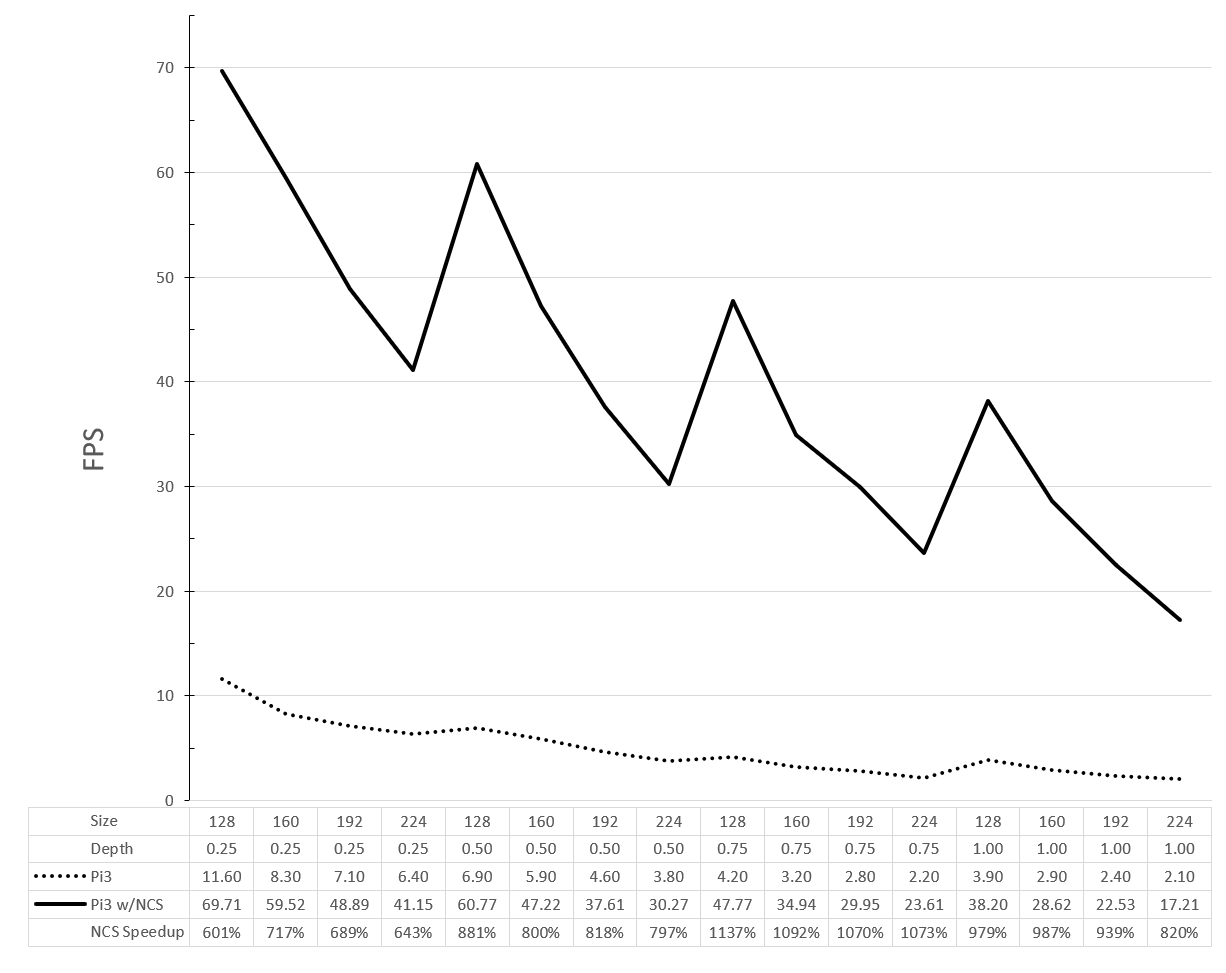 70
60
50
40
FPS
30
20
10
0
Size 128 160 192 224 128 160 192 224 128 160 192 224 128 160 192 224
Depth 0.25 0.25 0.25 0.25 0.50 0.50 0.50 0.50 0.75 0.75 0.75 0.75 1.00 1.00 1.00 1.00
Pi3 11.60 8.30 7.10 6.40 6.90 5.90 4.60 3.80 4.20 3.20 2.80 2.20 3.90 2.90 2.40 2.10
Pi3 w/NCS 69.71 59.52 48.89 41.15 60.77 47.22 37.61 30.27 47.77 34.94 29.95 23.61 38.20 28.62 22.53 17.21
NCS Speedup 601% 717% 689% 643% 881% 800% 818% 797% 1137% 1092% 1070% 1073% 979% 987% 939% 820%